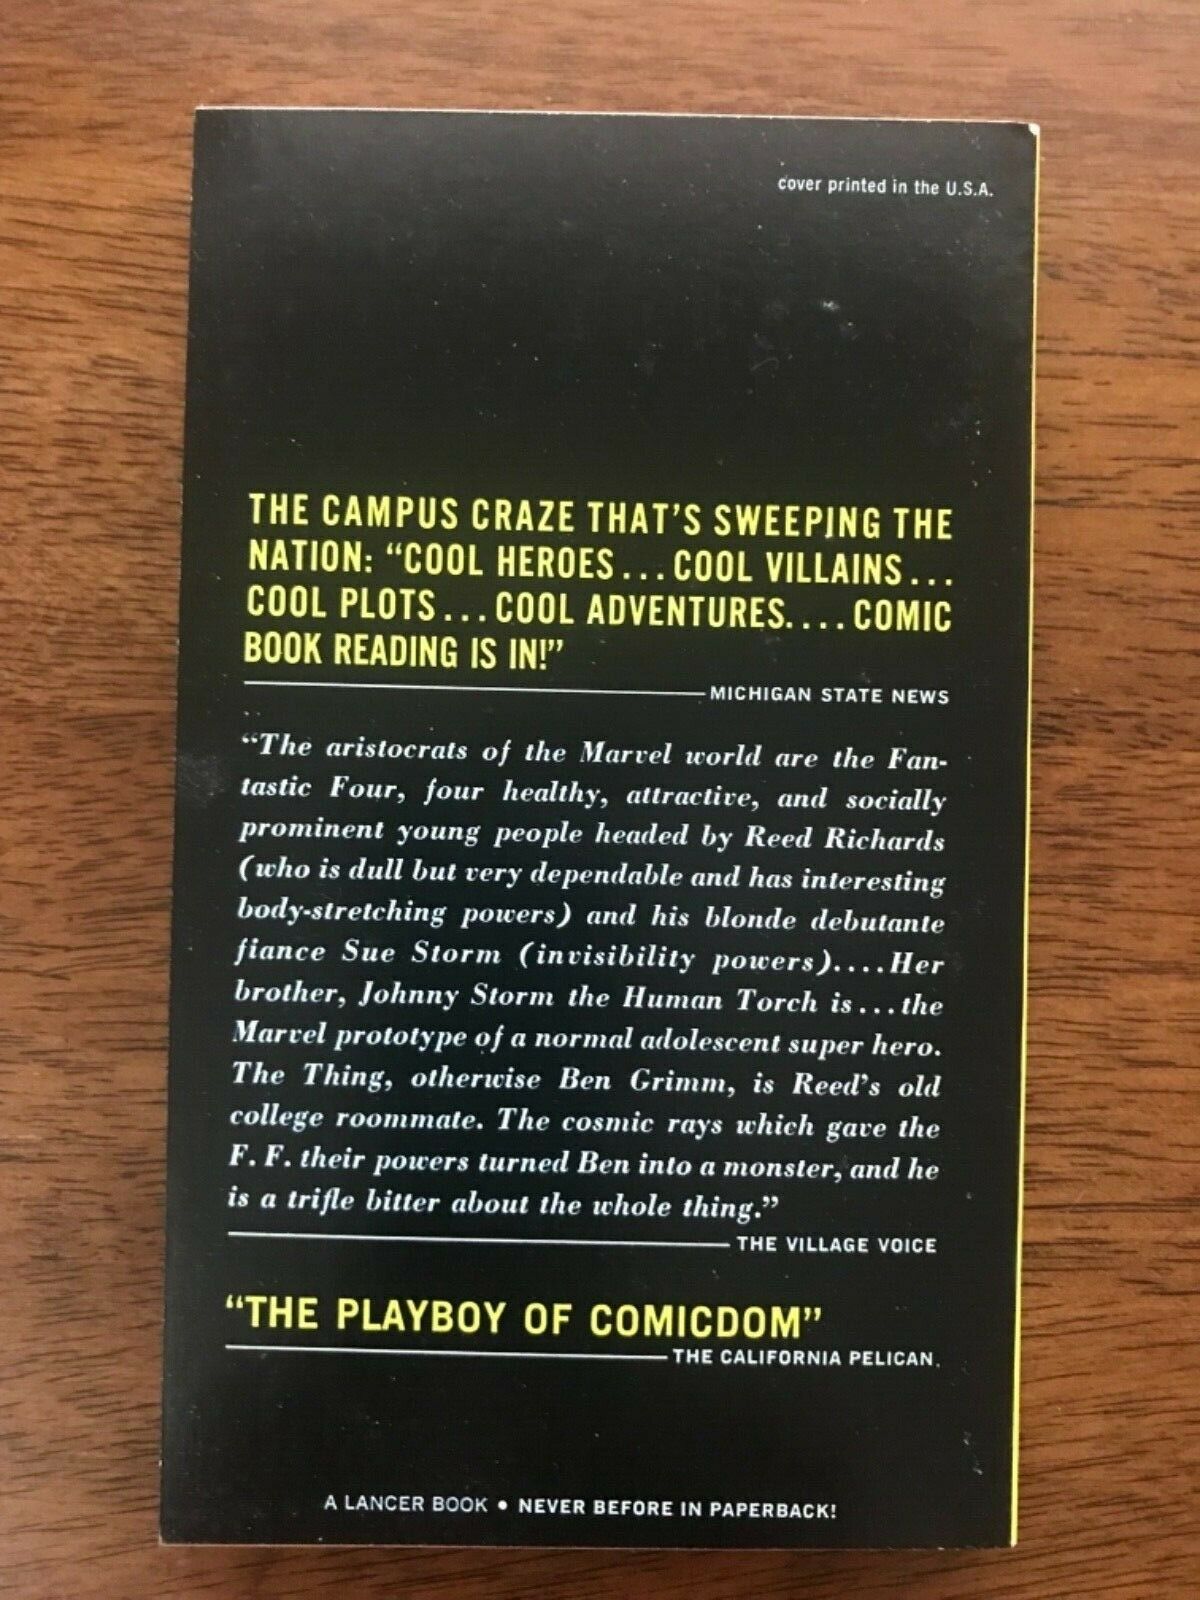 cover printed in the U.S.A.
THE CAMPUS CRAZE THAT'S SWEEPING THE
NATION: “COOL HEROES...COOL VILLAINS...
COOL PLOTS...COOL ADVENTURES....COMIC
BOOK READING IS IN!”
MICHIGAN STATE NEWS
“The aristocrats of the Marvel world are the Fan-
tastic Four, four healthy, attractive, and socially
prominent young people headed by Reed Richards
(who is dull but very dependable and has interesting
body-stretching powers) and his blonde debutante
fiance Sue Storm (invisibility powers)....Her
brother, Johnny Storm the Human Torch is...the
Marvel prototype of a normal adolescent super hero.
The Thing, otherwise Ben Grimm, is Reed's old
college roommate. The cosmic rays which gave the
F. F. their powers turned Ben into a monster, and he
is a trifle bitter about the whole thing.”
THE VILLAGE VOICE
“THE PLAYBOY OF COMICDOM”
THE CALIFORNIA PELICAN.
A LANCER BOOK • NEVER BEFORE IN PAPERBACK!